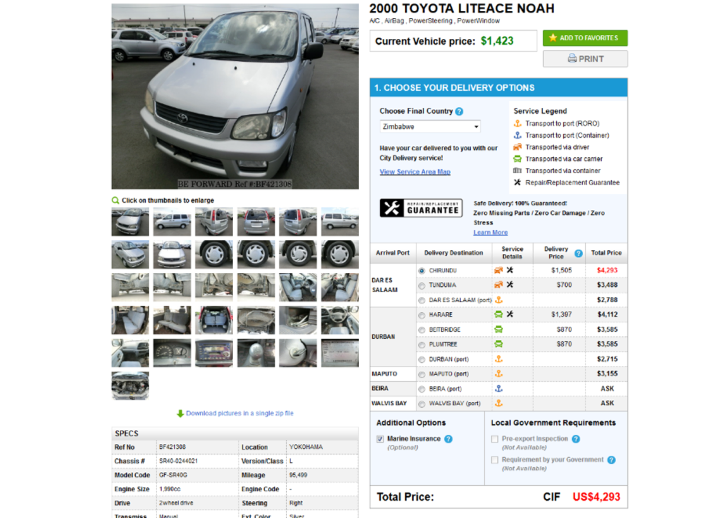 2000 TOYOTA LITEACE NOAH
A/C , AirBag , PowerSteering , PowerWindow
Current Vehicle price: $1,423
ADD TO FAVORITES
PRINT
BE FORWARD Ref #:BF421308
Click on thumbnails to enlarge
Download pictures in a single zip file
SPECS
Ref No BF421308 Location YOKOHAMA
Chassis # SR40-0244021 Version/Class L
Model Code GF-SR40G Mileage 95,499
Engine Size 1,990cc Engine Code -
Drive 2wheel drive Steering Right
Transmiss Manual Ext. Color Silver
1. CHOOSE YOUR DELIVERY OPTIONS
Choose Final Country ?
Zimbabwe
Have your car delivered to you with our
City Delivery service!
View Service Area Map
Service Legend
Transport to port (RORO)
Transport to port (Container)
Transported via driver
Transported via car carrier
Transported via container
Repair/Replacement Guarantee
REPAIR/REPLACEMENT
GUARANTEE
Safe Delivery! 100% Guaranteed!
Zero Missing Parts / Zero Car Damage / Zero
Stress
Learn More
Arrival Port Delivery Destination Service Details Delivery Price ? Total Price
DAR ES SALAAM
CHIRUNDU $1,505 $4,293
TUNDUMA $700 $3,488
DAR ES SALAAM (port) $2,788
DURBAN
HARARE $1,397 $4,112
BEITBRIDGE $870 $3,585
PLUMTREE $870 $3,585
DURBAN (port) $2,715
MAPUTO MAPUTO (port) $3,155
BEIRA BEIRA (port) ASK
WALVIS BAY WALVIS BAY (port) ASK
Additional Options
Marine Insurance ?
(Optional)
Local Government Requirements
Pre-export Inspection ?
(Not Available)
Requirement by your Government ?
(Not Available)
Total Price: CIF US$4,293